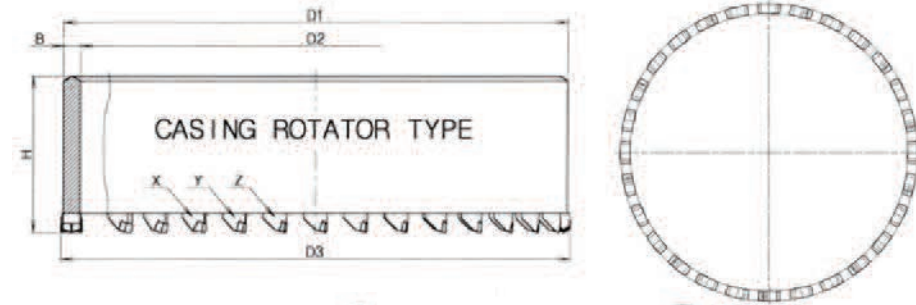 D1
B D2
H
CASING ROTATOR TYPE
X Y Z
D3